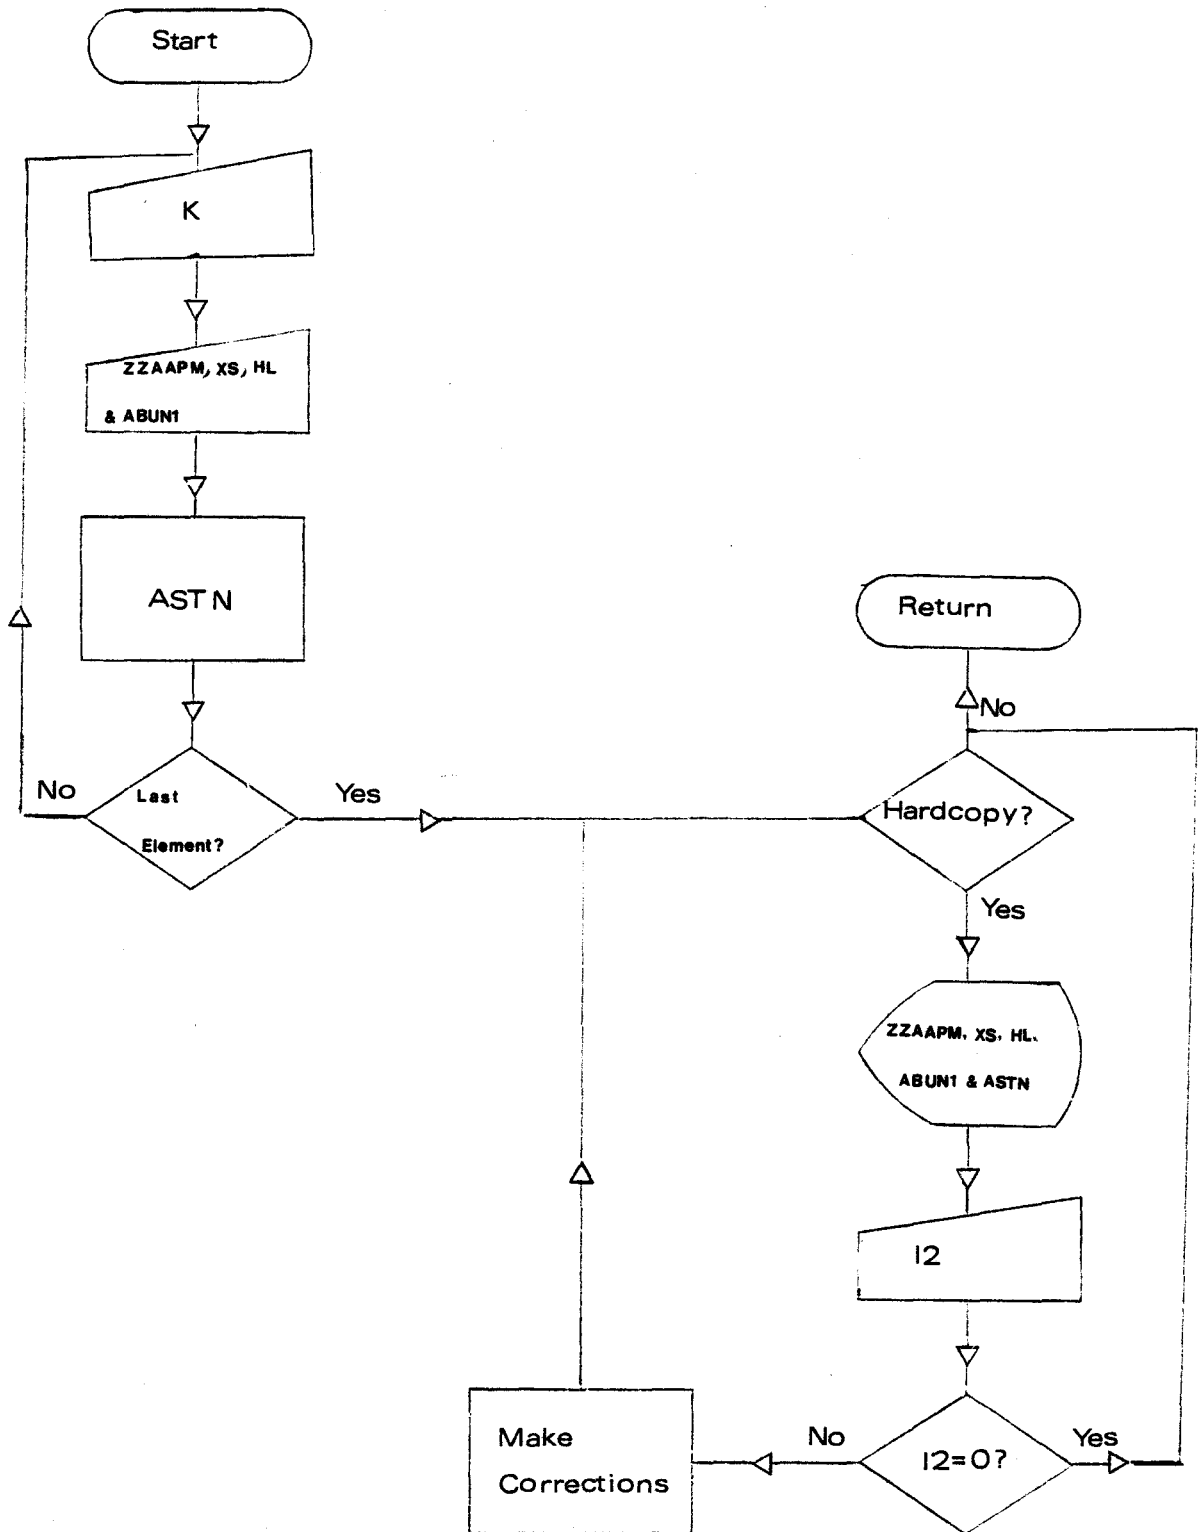 Start
K
ZZAAPM, XS, HL
& ABUN1
ASTN
No
Last
Element?
Yes
Return
No
Hardcopy?
Yes
ZZAAPM, XS, HL,
ABUN1 & ASTN
I2
I2=0?
No
Yes
Make
Corrections